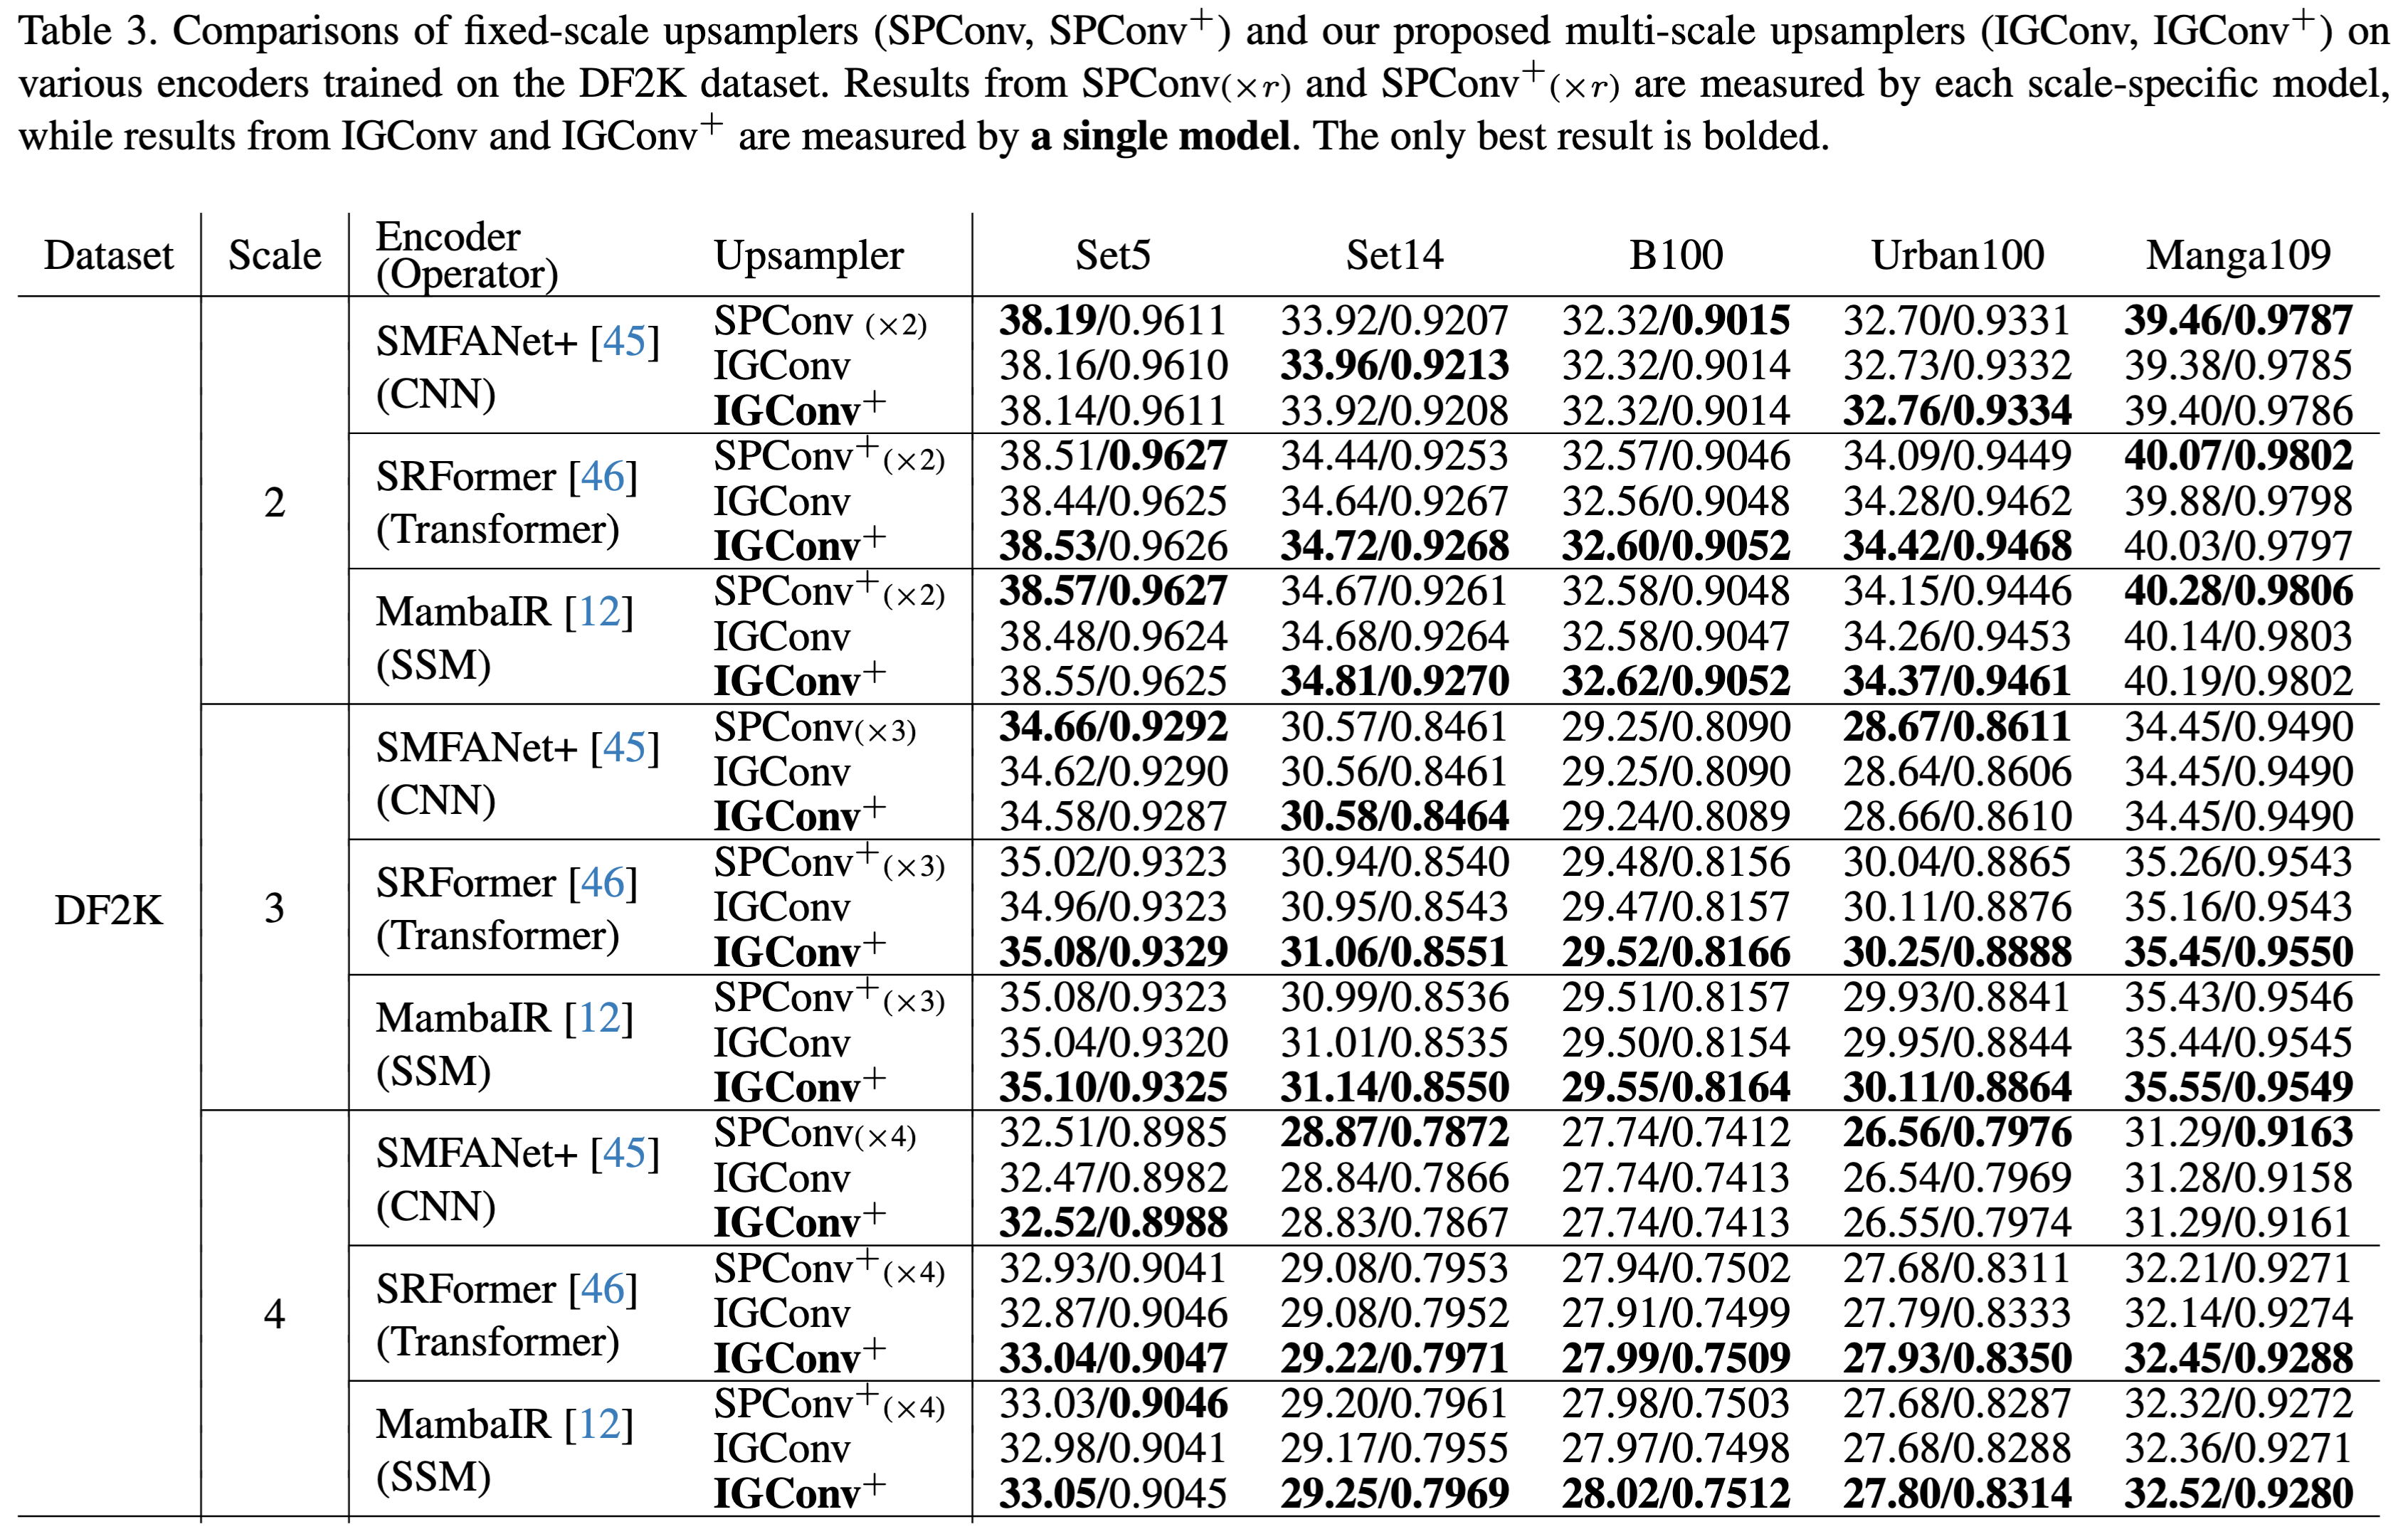 Table 3. Comparisons of fixed-scale upsamplers (SPConv, SPConv+) and our proposed multi-scale upsamplers (IGConv, IGConv+) on
various encoders trained on the DF2K dataset. Results from SPConv(×r) and SPConv+(×r) are measured by each scale-specific model,
while results from IGConv and IGConv+ are measured by a single model. The only best result is bolded.
Dataset Scale Encoder (Operator) Upsampler Set5 Set14 B100 Urban100 Manga109
DF2K
2
SMFANet+ [45] (CNN)
SPConv (×2) 38.19/0.9611 33.92/0.9207 32.32/0.9015 32.70/0.9331 39.46/0.9787
IGConv 38.16/0.9610 33.96/0.9213 32.32/0.9014 32.73/0.9332 39.38/0.9785
IGConv+ 38.14/0.9611 33.92/0.9208 32.32/0.9014 32.76/0.9334 39.40/0.9786
SRFormer [46] (Transformer)
SPConv+(×2) 38.51/0.9627 34.44/0.9253 32.57/0.9046 34.09/0.9449 40.07/0.9802
IGConv 38.44/0.9625 34.64/0.9267 32.56/0.9048 34.28/0.9462 39.88/0.9798
IGConv+ 38.53/0.9626 34.72/0.9268 32.60/0.9052 34.42/0.9468 40.03/0.9797
MambaIR [12] (SSM)
SPConv+(×2) 38.57/0.9627 34.67/0.9261 32.58/0.9048 34.15/0.9446 40.28/0.9806
IGConv 38.48/0.9624 34.68/0.9264 32.58/0.9047 34.26/0.9453 40.14/0.9803
IGConv+ 38.55/0.9625 34.81/0.9270 32.62/0.9052 34.37/0.9461 40.19/0.9802
3
SMFANet+ [45] (CNN)
SPConv(×3) 34.66/0.9292 30.57/0.8461 29.25/0.8090 28.67/0.8611 34.45/0.9490
IGConv 34.62/0.9290 30.56/0.8461 29.25/0.8090 28.64/0.8606 34.45/0.9490
IGConv+ 34.58/0.9287 30.58/0.8464 29.24/0.8089 28.66/0.8610 34.45/0.9490
SRFormer [46] (Transformer)
SPConv+(×3) 35.02/0.9323 30.94/0.8540 29.48/0.8156 30.04/0.8865 35.26/0.9543
IGConv 34.96/0.9323 30.95/0.8543 29.47/0.8157 30.11/0.8876 35.16/0.9543
IGConv+ 35.08/0.9329 31.06/0.8551 29.52/0.8166 30.25/0.8888 35.45/0.9550
MambaIR [12] (SSM)
SPConv+(×3) 35.08/0.9323 30.99/0.8536 29.51/0.8157 29.93/0.8841 35.43/0.9546
IGConv 35.04/0.9320 31.01/0.8535 29.50/0.8154 29.95/0.8844 35.44/0.9545
IGConv+ 35.10/0.9325 31.14/0.8550 29.55/0.8164 30.11/0.8864 35.55/0.9549
4
SMFANet+ [45] (CNN)
SPConv(×4) 32.51/0.8985 28.87/0.7872 27.74/0.7412 26.56/0.7976 31.29/0.9163
IGConv 32.47/0.8982 28.84/0.7866 27.74/0.7413 26.54/0.7969 31.28/0.9158
IGConv+ 32.52/0.8988 28.83/0.7867 27.74/0.7413 26.55/0.7974 31.29/0.9161
SRFormer [46] (Transformer)
SPConv+(×4) 32.93/0.9041 29.08/0.7953 27.94/0.7502 27.68/0.8311 32.21/0.9271
IGConv 32.87/0.9046 29.08/0.7952 27.91/0.7499 27.79/0.8333 32.14/0.9274
IGConv+ 33.04/0.9047 29.22/0.7971 27.99/0.7509 27.93/0.8350 32.45/0.9288
MambaIR [12] (SSM)
SPConv+(×4) 33.03/0.9046 29.20/0.7961 27.98/0.7503 27.68/0.8287 32.32/0.9272
IGConv 32.98/0.9041 29.17/0.7955 27.97/0.7498 27.68/0.8288 32.36/0.9271
IGConv+ 33.05/0.9045 29.25/0.7969 28.02/0.7512 27.80/0.8314 32.52/0.9280